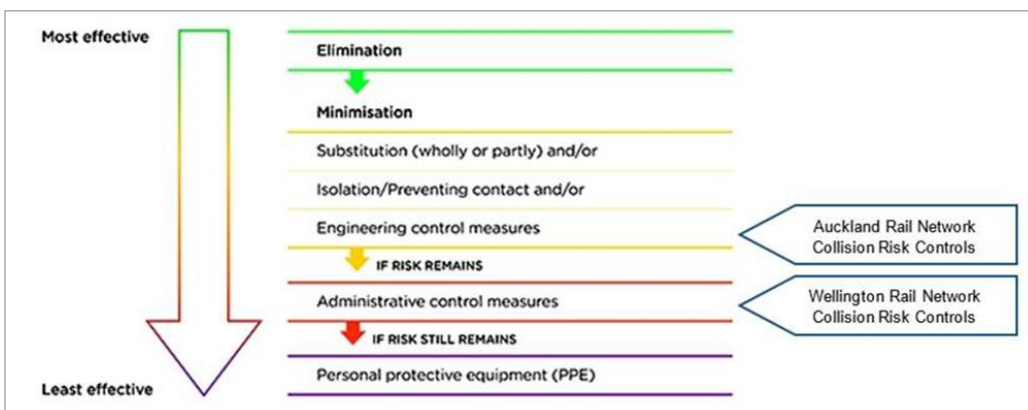 Most effective
Elimination
Minimisation
Substitution (wholly or partly) and/or
Isolation/Preventing contact and/or
Engineering control measures
Auckland Rail Network
Collision Risk Controls
IF RISK REMAINS
Administrative control measures
Wellington Rail Network
Collision Risk Controls
IF RISK STILL REMAINS
Personal protective equipment (PPE)
Least effective